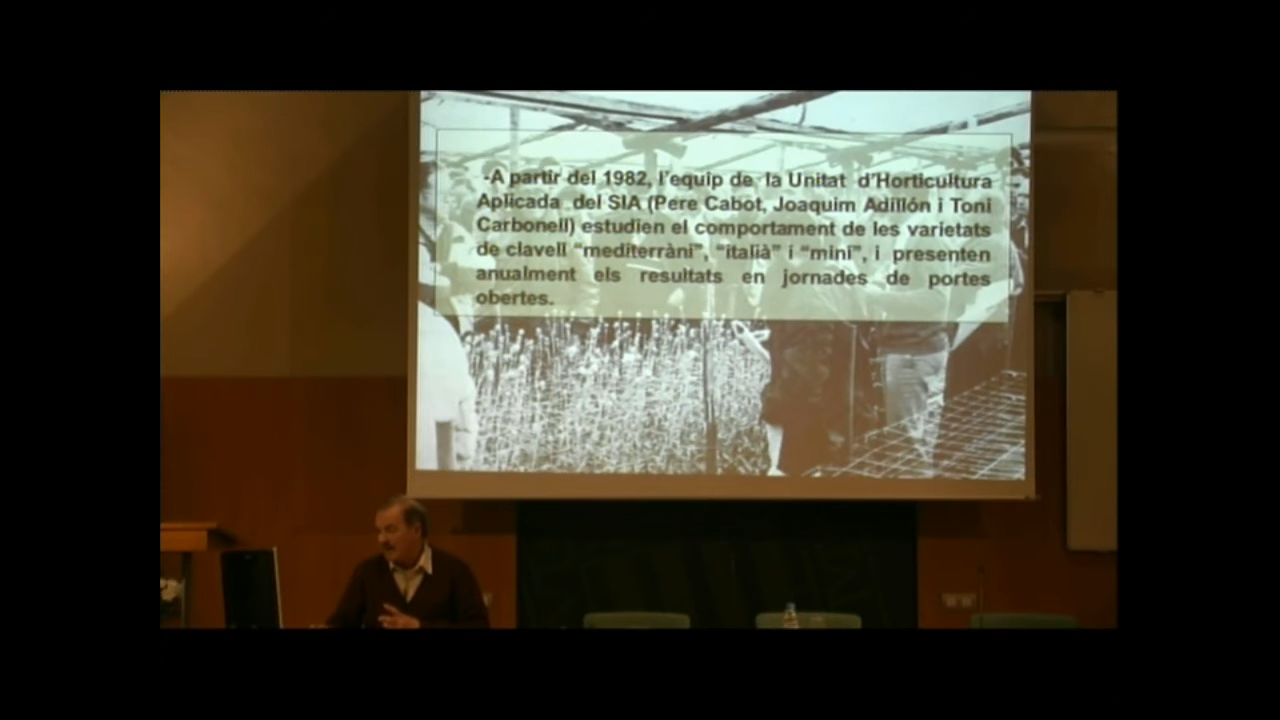 -A partir del 1982, l'equip de la Unitat d'Horticultura
Aplicada del SIA (Pere Cabot, Joaquim Adillón i Toni
Carbonell) estudien el comportament de les varietats
de clavell "mediterràni", "italià" i "mini", i presenten
anualment els resultats en jornades de portes
obertes.